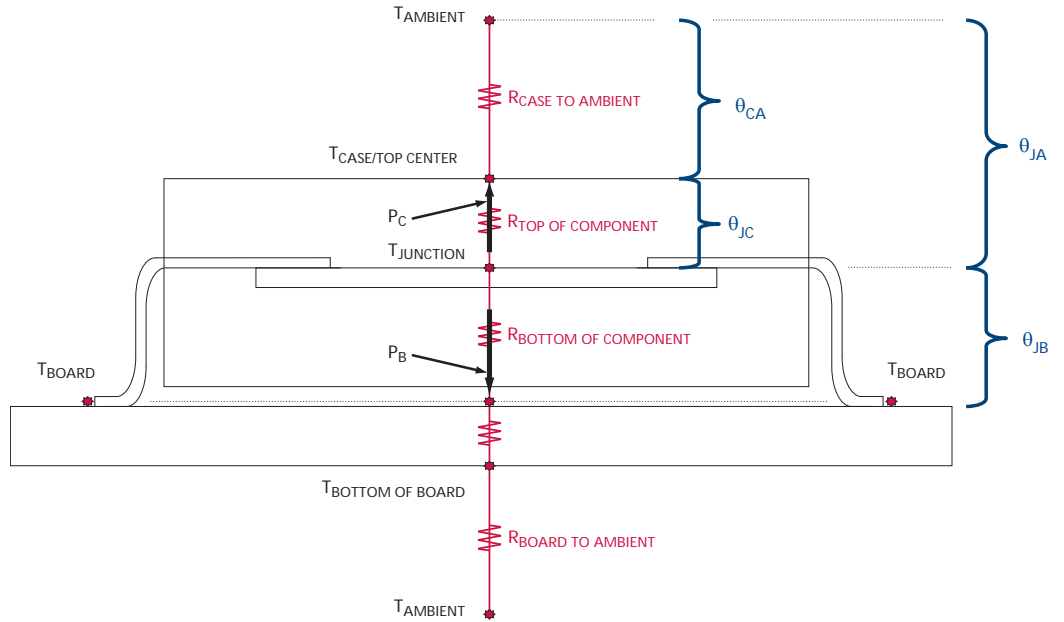 TAMBIENT
RCASE TO AMBIENT
θCA
TCASE/TOP CENTER
θJA
PC
RTOP OF COMPONENT
θJC
TJUNCTION
RBOTTOM OF COMPONENT
θJB
PB
TBOARD
TBOARD
TBOTTOM OF BOARD
RBOARD TO AMBIENT
TAMBIENT